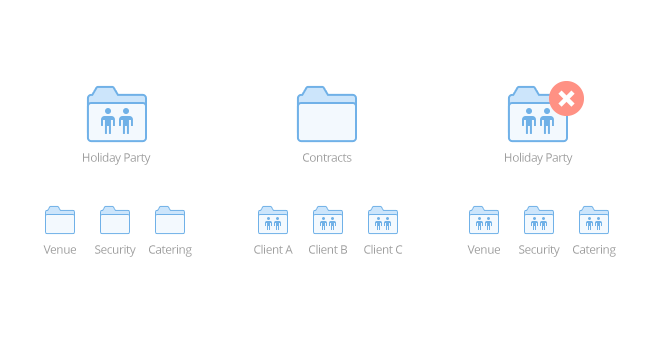 Holiday Party
Contracts
Holiday Party
Venue
Security
Catering
Client A
Client B
Client C
Venue
Security
Catering